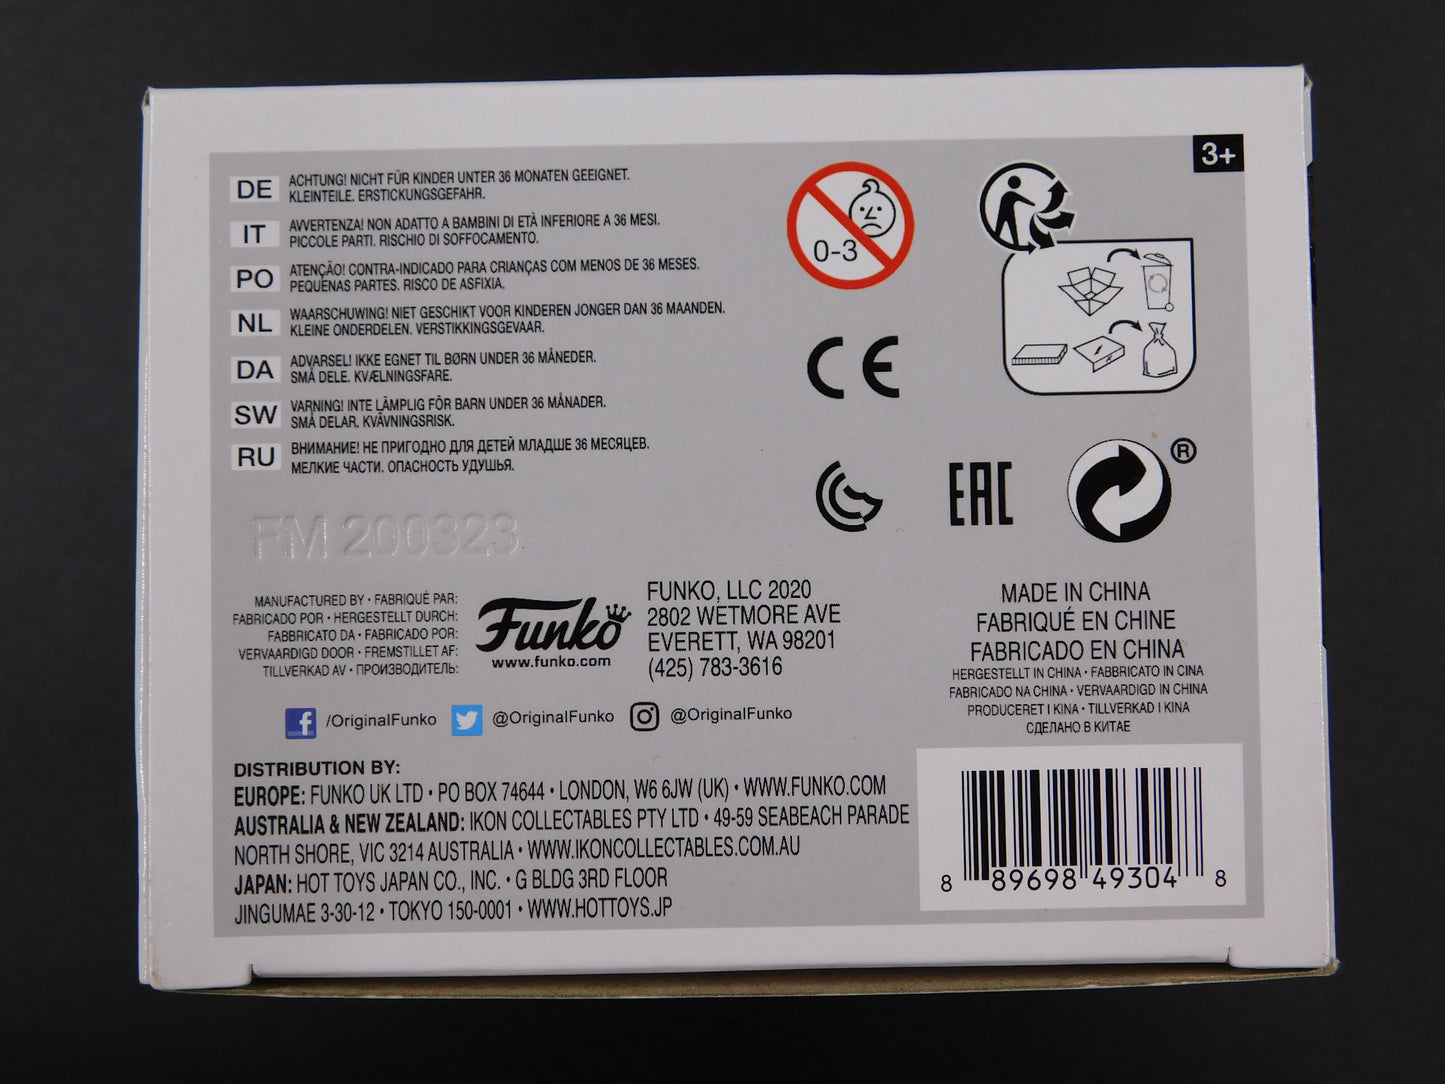 3+
DE ACHTUNG! NICHT FÜR KINDER UNTER 36 MONATEN GEEIGNET.
KLEINTEILE. ERSTICKUNGSGEFAHR.
IT AVVERTENZA! NON ADATTO A BAMBINI DI ETÀ INFERIORE A 36 MESI.
PICCOLE PARTI. RISCHIO DI SOFFOCAMENTO.
PO ATENÇÃO! CONTRA-INDICADO PARA CRIANÇAS COM MENOS DE 36 MESES.
PEQUENAS PARTES. RISCO DE ASFIXIA.
NL WAARSCHUWING! NIET GESCHIKT VOOR KINDEREN JONGER DAN 36 MAANDEN.
KLEINE ONDERDELEN. VERSTIKKINGSGEVAAR.
DA ADVARSEL! IKKE EGNET TIL BØRN UNDER 36 MÅNEDER.
SMÅ DELE. KVÆLNINGSFARE.
SW VARNING! INTE LÄMPLIG FÖR BARN UNDER 36 MÅNADER.
SMÅ DELAR. KVÄVNINGSRISK.
RU ВНИМАНИЕ! НЕ ПРИГОДНО ДЛЯ ДЕТЕЙ МЛАДШЕ 36 МЕСЯЦЕВ.
МЕЛКИЕ ЧАСТИ. ОПАСНОСТЬ УДУШЬЯ.
0-3
CE
EAC
®
FM 200323
MANUFACTURED BY • FABRIQUÉ PAR:
FABRICADO POR • HERGESTELLT DURCH:
FABBRICATO DA • FABRICADO POR:
VERVAARDIGD DOOR • FREMSTILLET AF:
TILLVERKAD AV • ПРОИЗВОДИТЕЛЬ:
Funko
www.funko.com
FUNKO, LLC 2020
2802 WETMORE AVE
EVERETT, WA 98201
(425) 783-3616
MADE IN CHINA
FABRIQUÉ EN CHINE
FABRICADO EN CHINA
HERGESTELLT IN CHINA • FABBRICATO IN CINA
FABRICADO NA CHINA • VERVAARDIGD IN CHINA
PRODUCERET I KINA • TILLVERKAD I KINA
СДЕЛАНО В КИТАЕ
/OriginalFunko @OriginalFunko @OriginalFunko
DISTRIBUTION BY:
EUROPE: FUNKO UK LTD • PO BOX 74644 • LONDON, W6 6JW (UK) • WWW.FUNKO.COM
AUSTRALIA & NEW ZEALAND: IKON COLLECTABLES PTY LTD • 49-59 SEABEACH PARADE
NORTH SHORE, VIC 3214 AUSTRALIA • WWW.IKONCOLLECTABLES.COM.AU
JAPAN: HOT TOYS JAPAN CO., INC. • G BLDG 3RD FLOOR
JINGUMAE 3-30-12 • TOKYO 150-0001 • WWW.HOTTOYS.JP
8 89698 49304 8